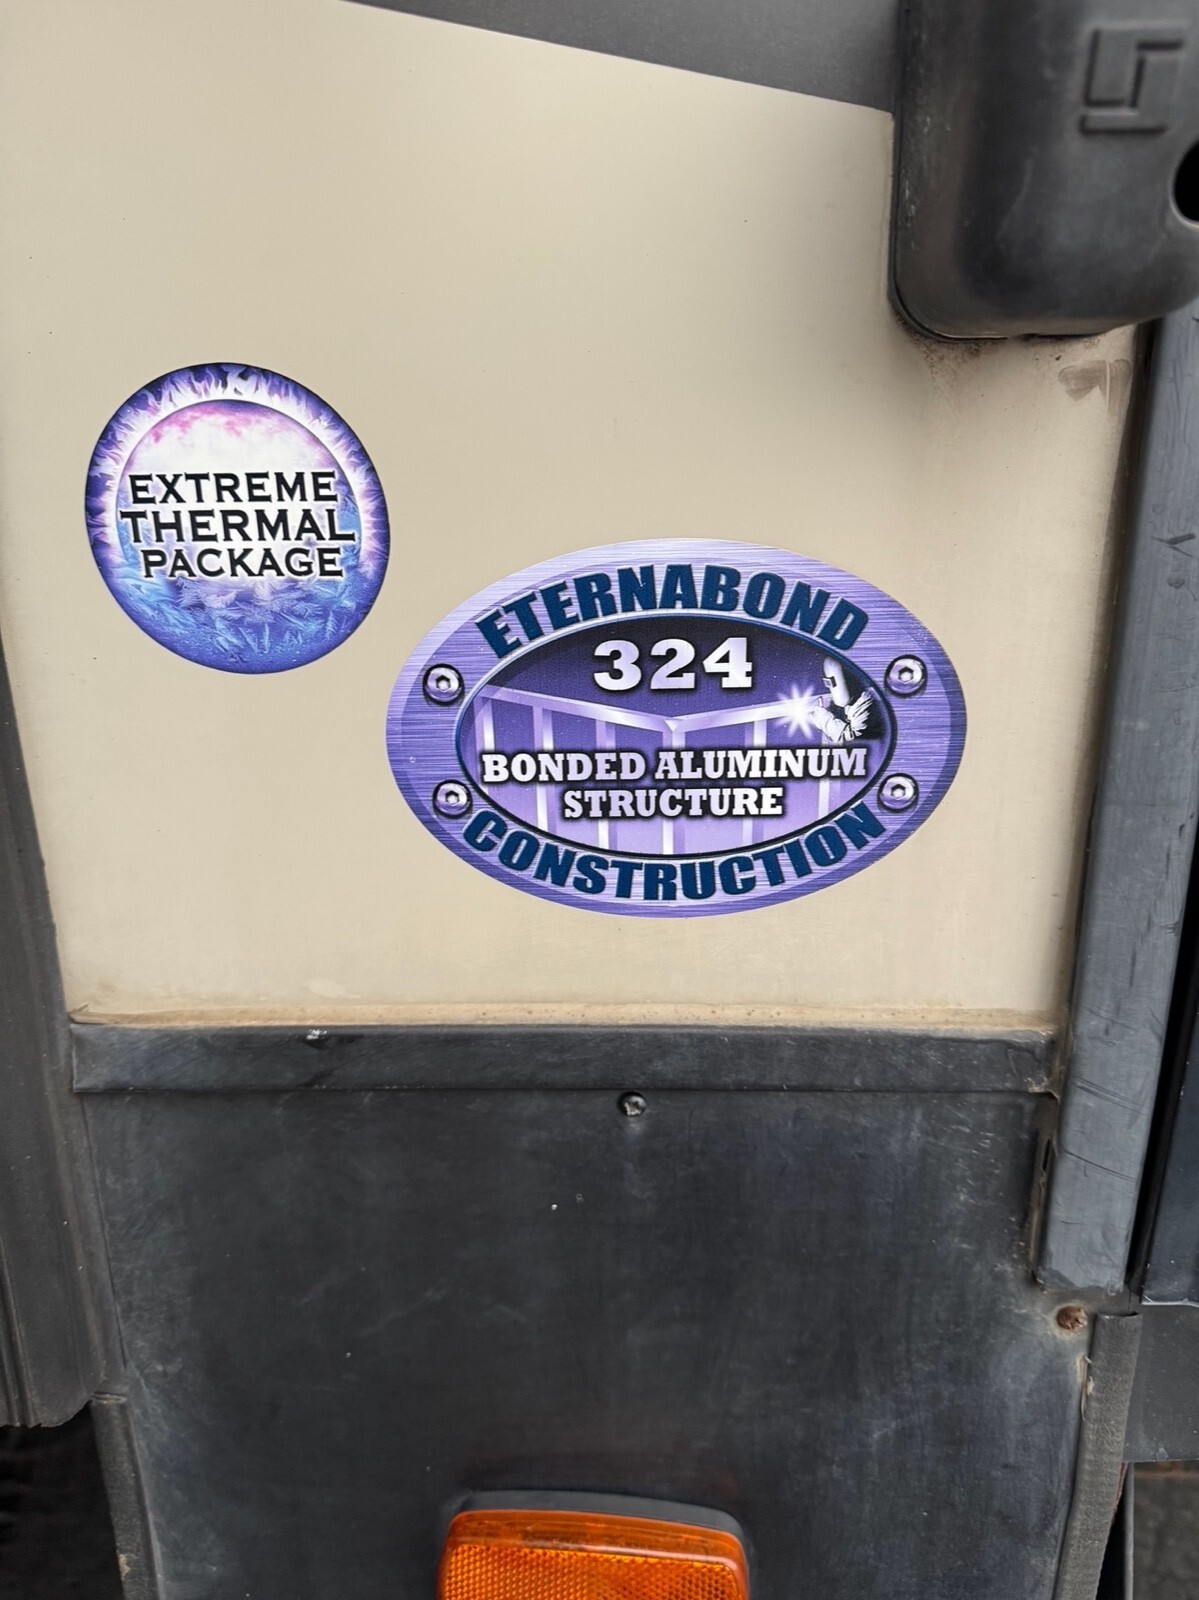 EXTREME
THERMAL
PACKAGE
ETERNABOND
324
BONDED ALUMINUM
STRUCTURE
CONSTRUCTION